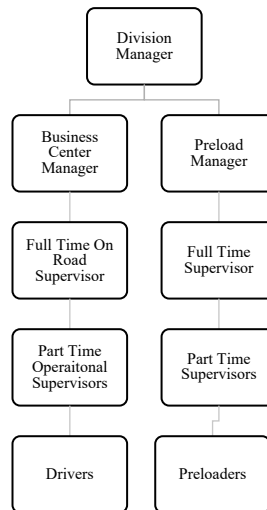 Division
Manager
Business
Center
Manager
Preload
Manager
Full Time On
Road
Supervisor
Full Time
Supervisor
Part Time
Operaitonal
Supervisors
Part Time
Supervisors
Drivers
Preloaders